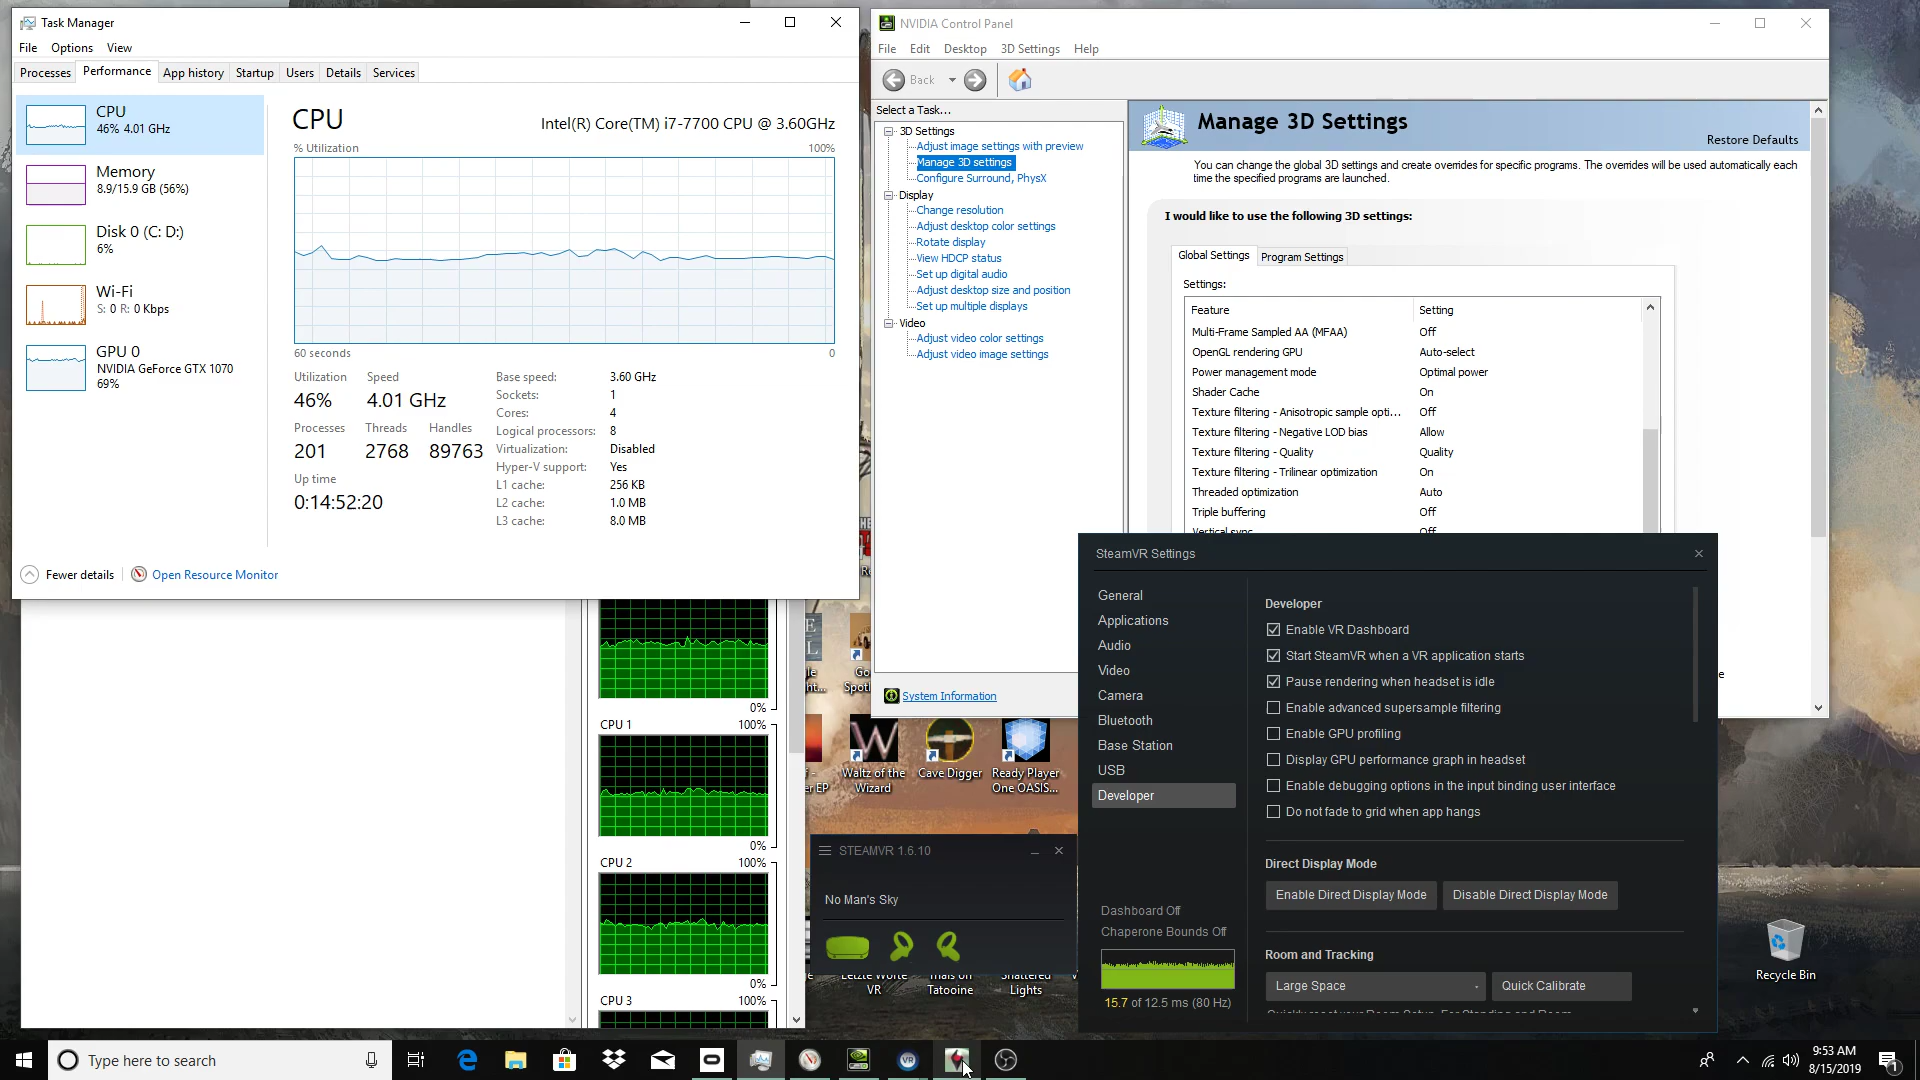 Task Manager
File Options View
Processes Performance App history Startup Users Details Services
CPU
46% 4.01 GHz
Memory
8.9/15.9 GB (56%)
Disk 0 (C: D:)
6%
Wi-Fi
S: 0 R: 0 Kbps
GPU 0
NVIDIA GeForce GTX 1070
69%
CPU
Intel(R) Core(TM) i7-7700 CPU @ 3.60GHz
% Utilization 100%
60 seconds 0
Utilization Speed
46% 4.01 GHz
Processes Threads Handles
201 2768 89763
Up time
0:14:52:20
Base speed: 3.60 GHz
Sockets: 1
Cores: 4
Logical processors: 8
Virtualization: Disabled
Hyper-V support: Yes
L1 cache: 256 KB
L2 cache: 1.0 MB
L3 cache: 8.0 MB
Fewer details Open Resource Monitor
0%
CPU 1 100%
0%
CPU 2 100%
0%
CPU 3 100%
NVIDIA Control Panel
File Edit Desktop 3D Settings Help
Back
Select a Task...
3D Settings
Adjust image settings with preview
Manage 3D settings
Configure Surround, PhysX
Display
Change resolution
Adjust desktop color settings
Rotate display
View HDCP status
Set up digital audio
Adjust desktop size and position
Set up multiple displays
Video
Adjust video color settings
Adjust video image settings
System Information
Manage 3D Settings
Restore Defaults
You can change the global 3D settings and create overrides for specific programs. The overrides will be used automatically each
time the specified programs are launched.
I would like to use the following 3D settings:
Global Settings Program Settings
Settings:
Feature Setting
Multi-Frame Sampled AA (MFAA) Off
OpenGL rendering GPU Auto-select
Power management mode Optimal power
Shader Cache On
Texture filtering - Anisotropic sample opti... Off
Texture filtering - Negative LOD bias Allow
Texture filtering - Quality Quality
Texture filtering - Trilinear optimization On
Threaded optimization Auto
Triple buffering Off
Vertical sync Off
SteamVR Settings
General
Applications
Audio
Video
Camera
Bluetooth
Base Station
USB
Developer
Dashboard Off
Chaperone Bounds Off
15.7 of 12.5 ms (80 Hz)
Developer
Enable VR Dashboard
Start SteamVR when a VR application starts
Pause rendering when headset is idle
Enable advanced supersample filtering
Enable GPU profiling
Display GPU performance graph in headset
Enable debugging options in the input binding user interface
Do not fade to grid when app hangs
Direct Display Mode
Enable Direct Display Mode Disable Direct Display Mode
Room and Tracking
Large Space Quick Calibrate
Waltz of the
Wizard
Cave Digger
Ready Player
One OASIS...
STEAMVR 1.6.10
No Man's Sky
Letzte Worte
VR
Trials on
Tatooine
Shattered
Lights
Recycle Bin
Type here to search
VR
9:53 AM
8/15/2019
1